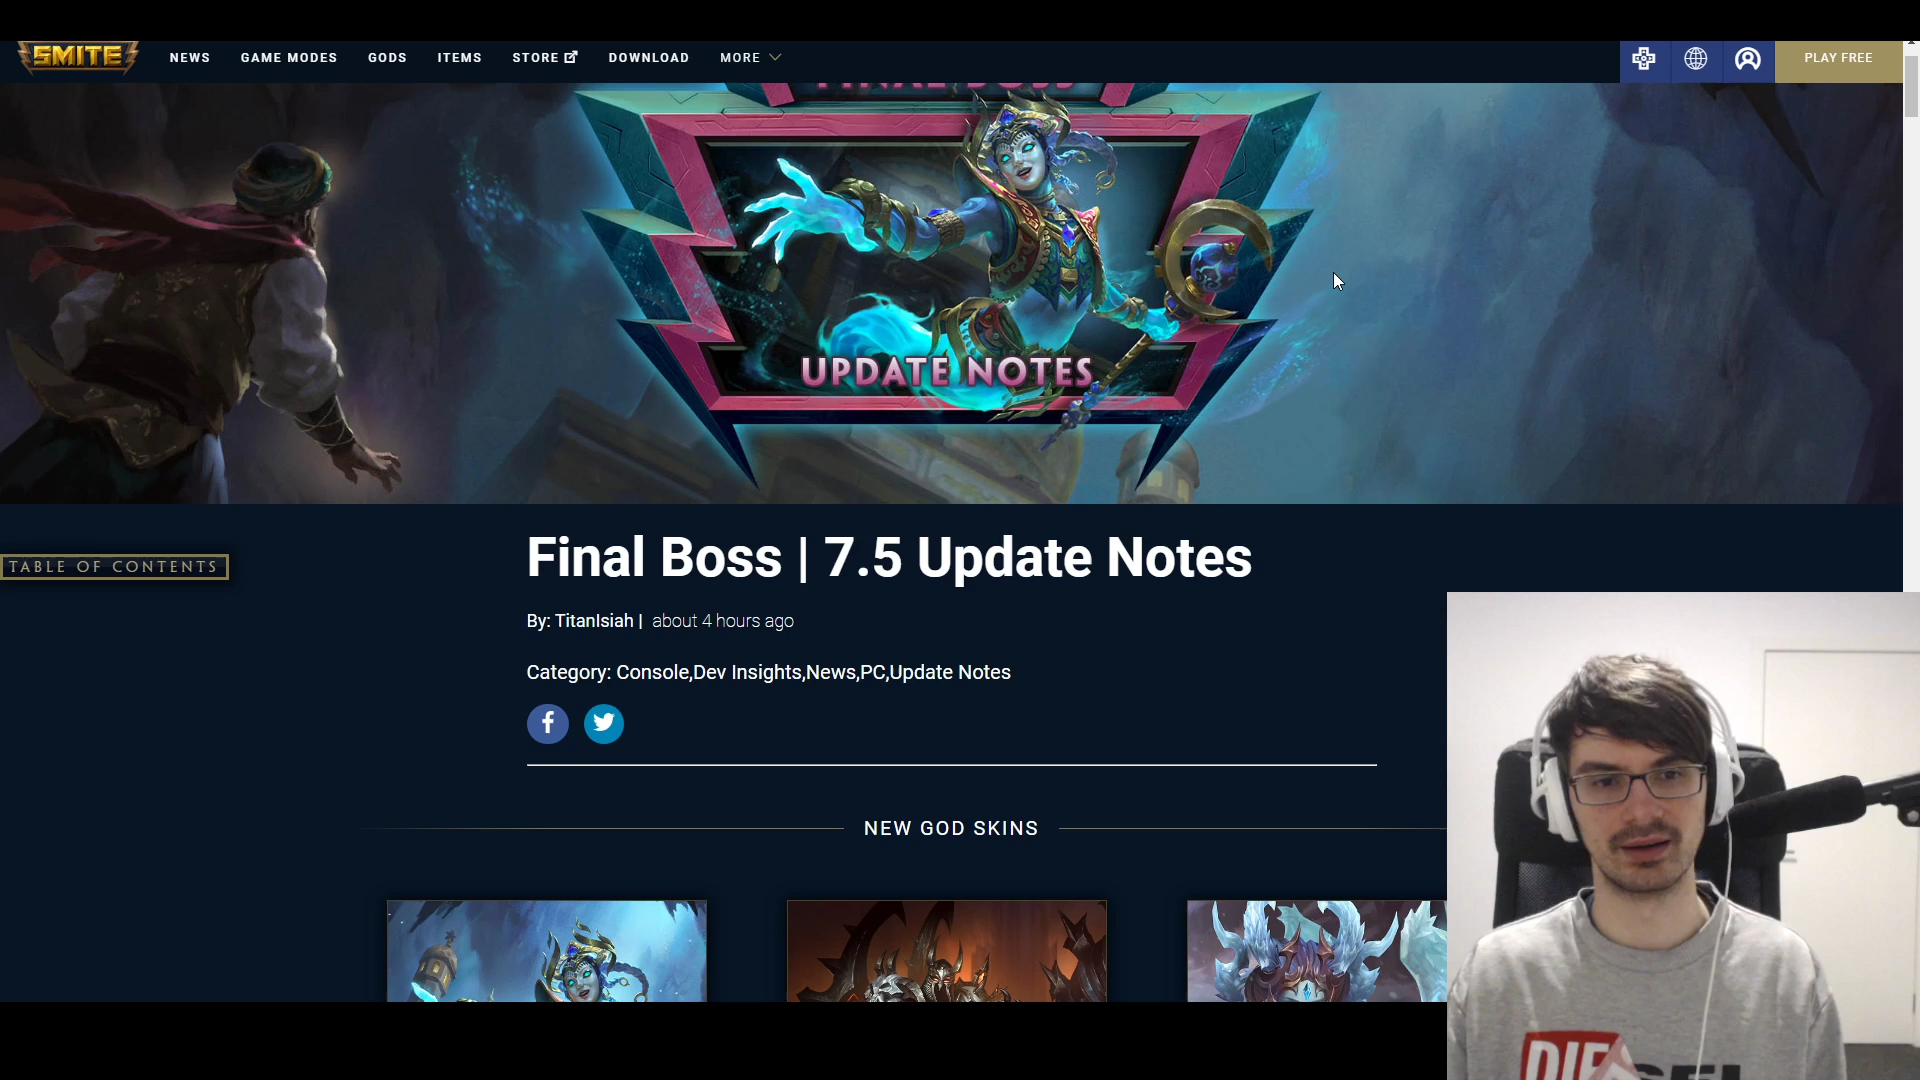 SMITE
NEWS
GAME MODES
GODS
ITEMS
STORE
DOWNLOAD
MORE
PLAY FREE
FINAL BOSS
UPDATE NOTES
TABLE OF CONTENTS
Final Boss | 7.5 Update Notes
By: TitanIsiah | about 4 hours ago
Category: Console,Dev Insights,News,PC,Update Notes
NEW GOD SKINS